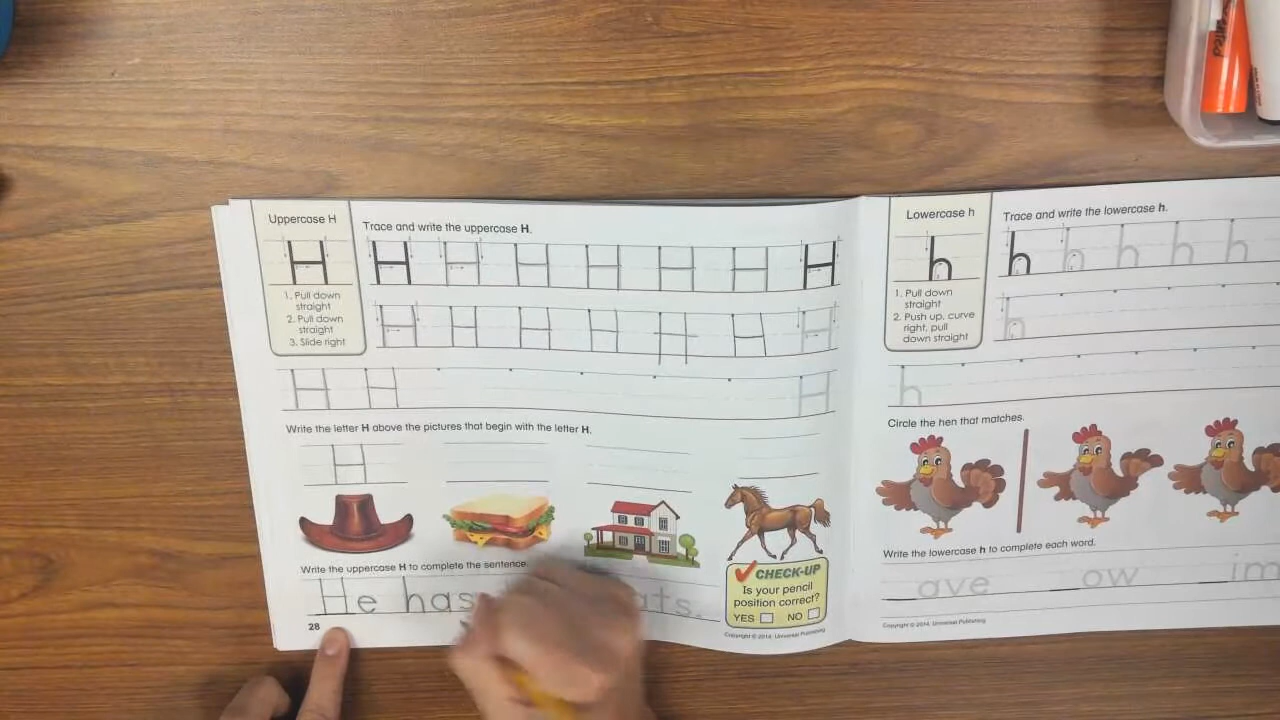 Uppercase H
H
1. Pull down
straight
2. Pull down
straight
3. Slide right
Trace and write the uppercase H.
H H H H H H H
H H H H H H H
H H H
Write the letter H above the pictures that begin with the letter H.
H
Write the uppercase H to complete the sentence.
He has ats.
28
CHECK-UP
Is your pencil
position correct?
YES NO
Copyright © 2014, Universal Publishing
Lowercase h
h
1. Pull down
straight
2. Push up, curve
right, pull
down straight
Trace and write the lowercase h.
h h h h h
h
h
Circle the hen that matches.
Write the lowercase h to complete each word.
ave ow im
Copyright © 2014, Universal Publishing